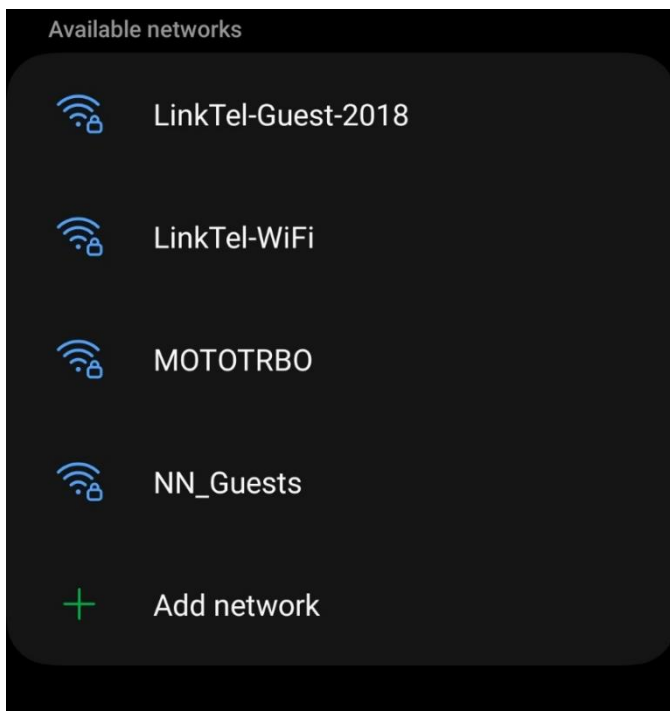 Available networks
LinkTel-Guest-2018
LinkTel-WiFi
MOTOTRBO
NN_Guests
Add network